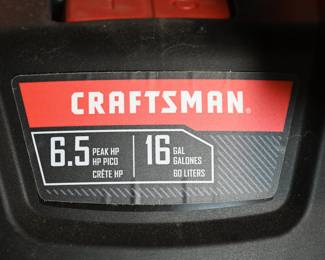 CRAFTSMAN®
6.5 PEAK HP
HP PICO
CRÊTE HP
16 GAL
GALONES
60 LITERS